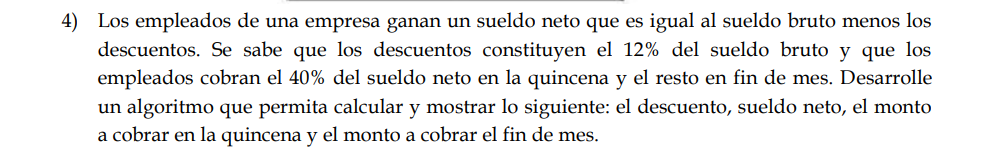 4) Los empleados de una empresa ganan un sueldo neto que es igual al sueldo bruto menos los
descuentos. Se sabe que los descuentos constituyen el 12% del sueldo bruto y que los
empleados cobran el 40% del sueldo neto en la quincena y el resto en fin de mes. Desarrolle
un algoritmo que permita calcular y mostrar lo siguiente: el descuento, sueldo neto, el monto
a cobrar en la quincena y el monto a cobrar el fin de mes.